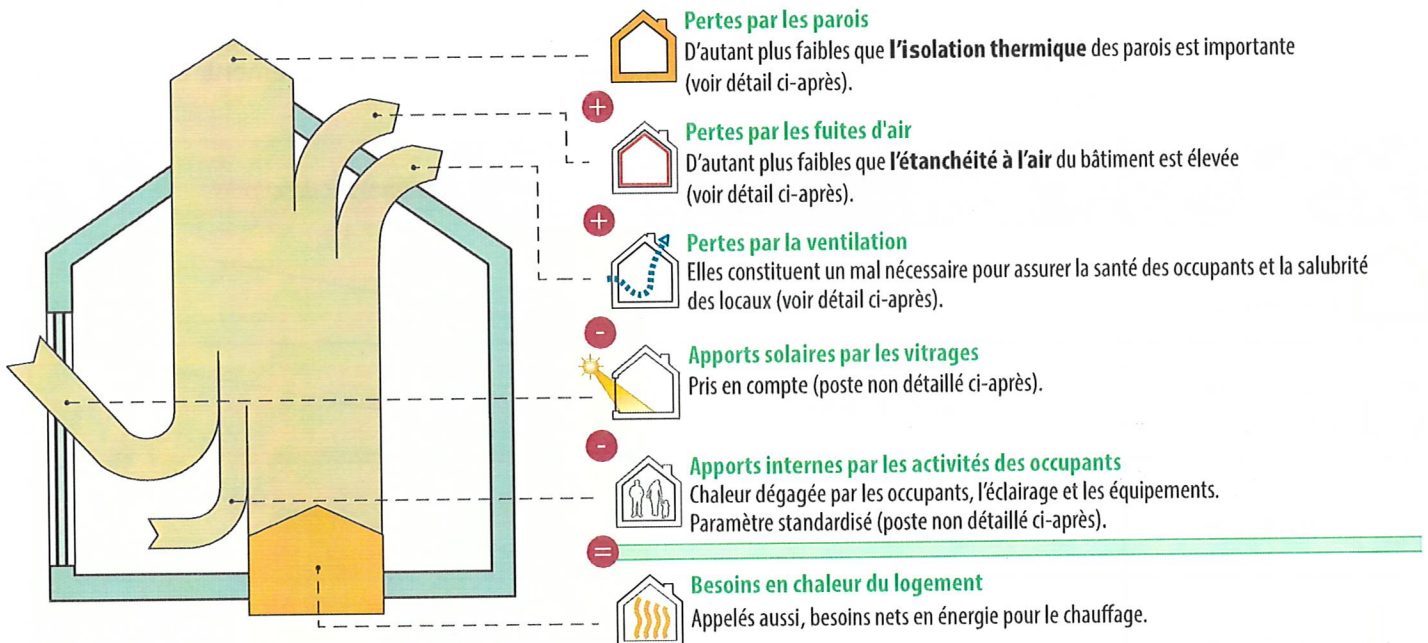 Pertes par les parois
D'autant plus faibles que l'isolation thermique des parois est importante
(voir détail ci-après).
+
Pertes par les fuites d'air
D'autant plus faibles que l'étanchéité à l'air du bâtiment est élevée
(voir détail ci-après).
+
Pertes par la ventilation
Elles constituent un mal nécessaire pour assurer la santé des occupants et la salubrité
des locaux (voir détail ci-après).
-
Apports solaires par les vitrages
Pris en compte (poste non détaillé ci-après).
-
Apports internes par les activités des occupants
Chaleur dégagée par les occupants, l'éclairage et les équipements.
Paramètre standardisé (poste non détaillé ci-après).
=
Besoins en chaleur du logement
Appelés aussi, besoins nets en énergie pour le chauffage.